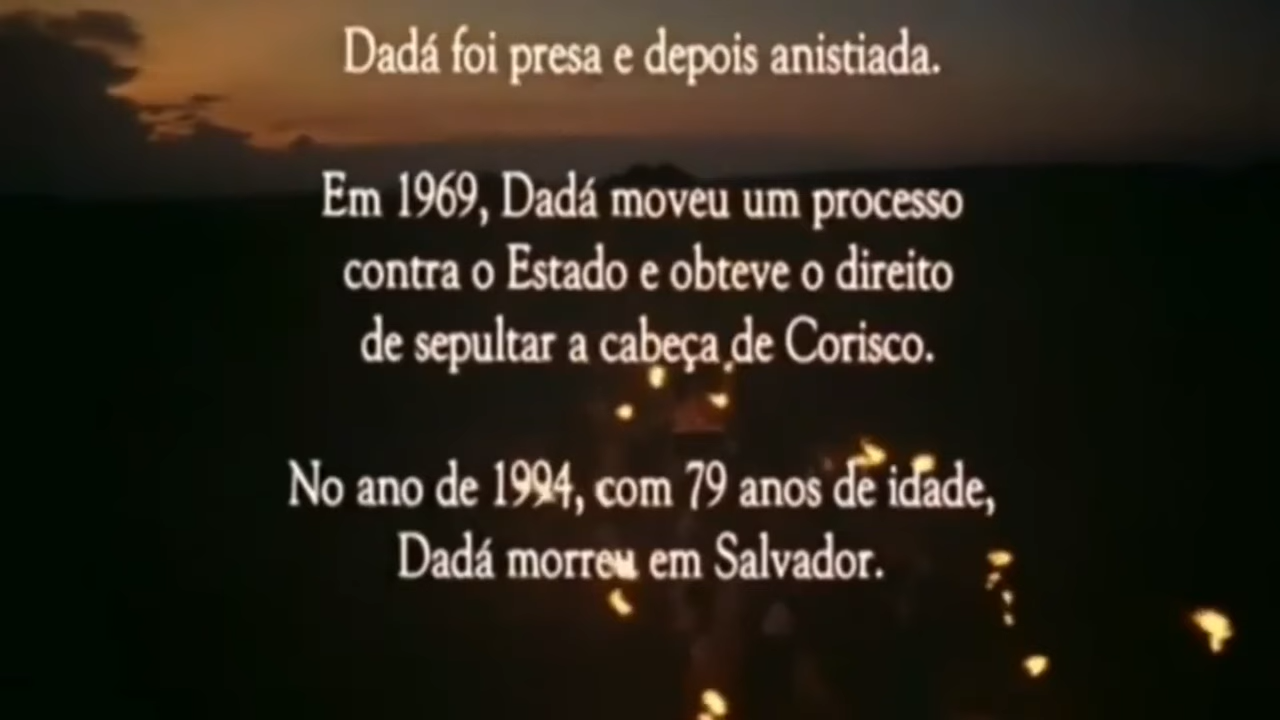 Dadá foi presa e depois anistiada.
Em 1969, Dadá moveu um processo
contra o Estado e obteve o direito
de sepultar a cabeça de Corisco.
No ano de 1994, com 79 anos de idade,
Dadá morreu em Salvador.